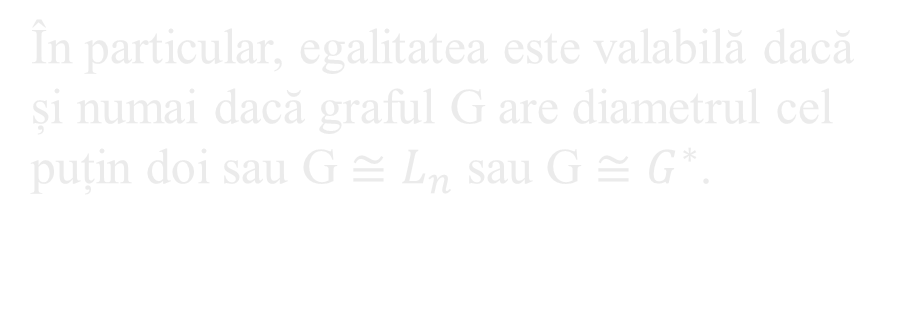 În particular, egalitatea este valabilă dacă
și numai dacă graful G are diametrul cel
puțin doi sau G ≅ 𝐿ₙ sau G ≅ 𝐺*.